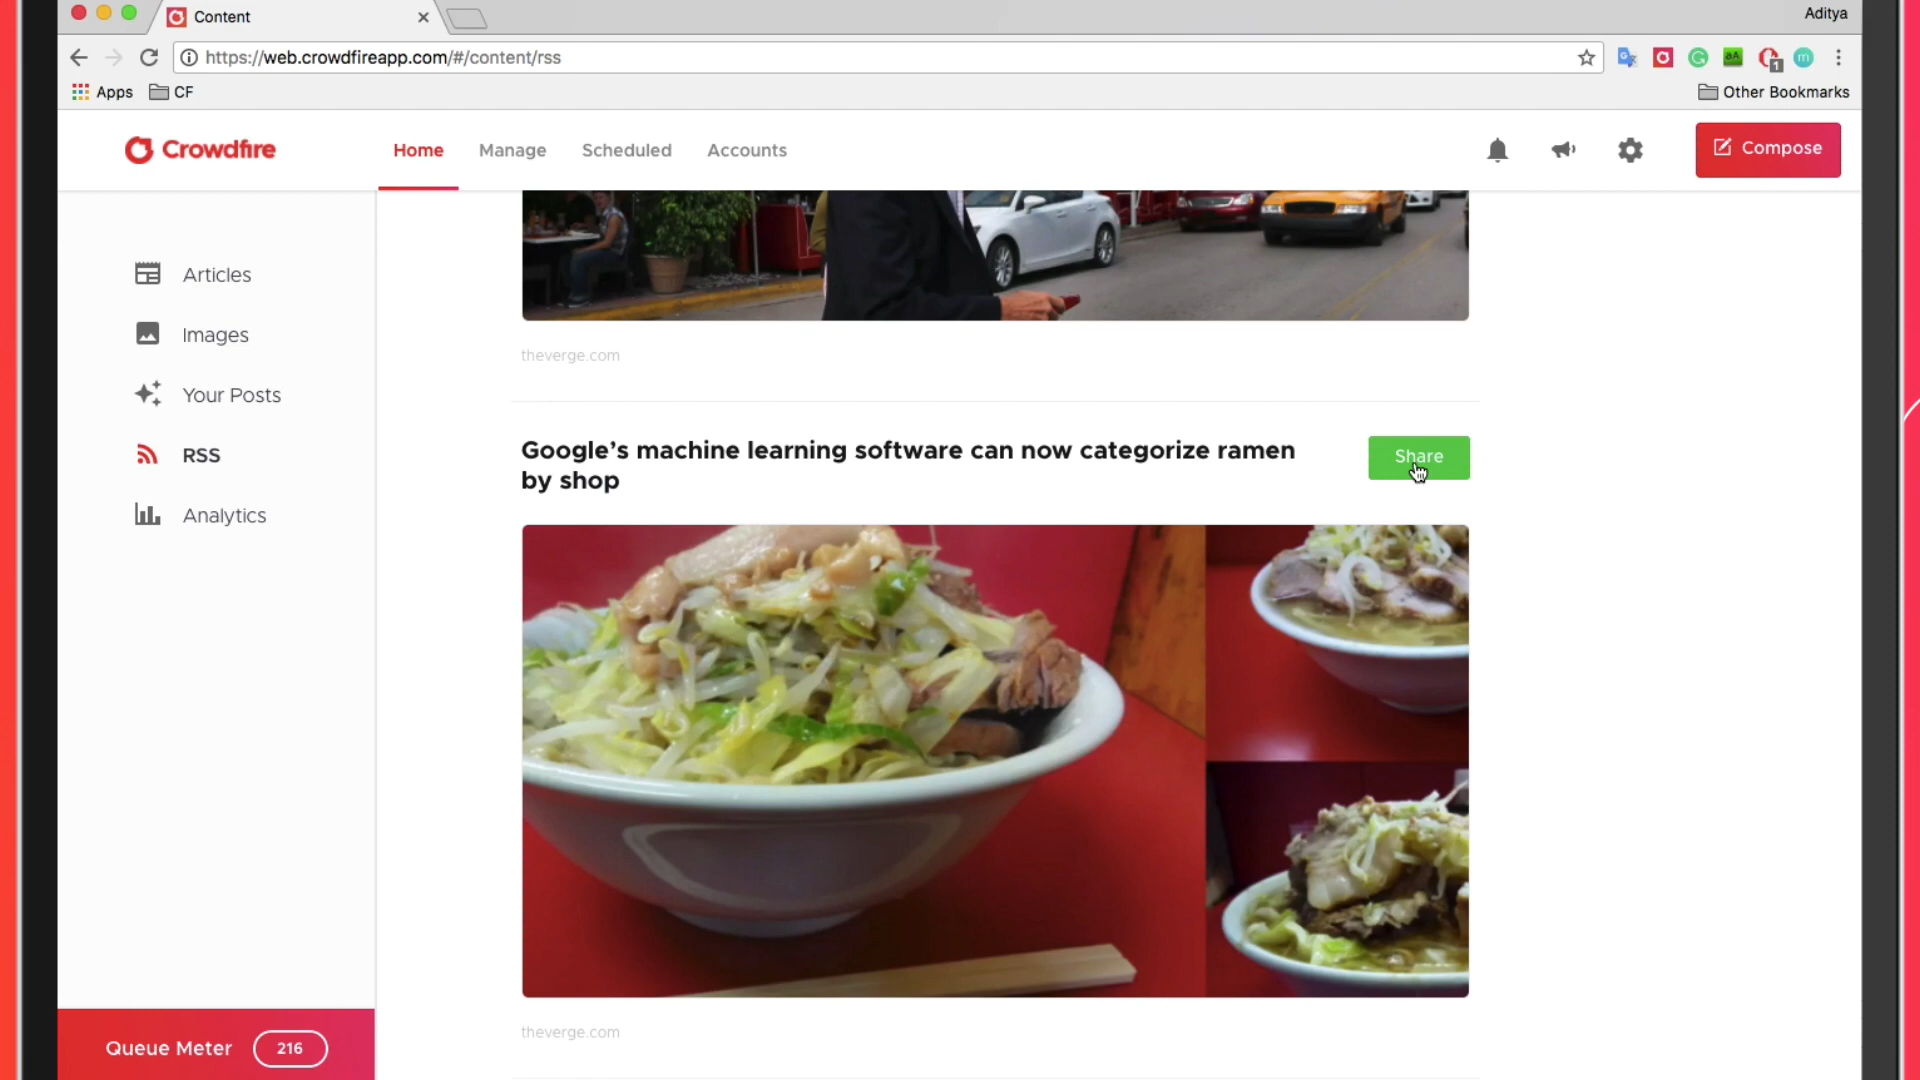 Content
Aditya
https://web.crowdfireapp.com/#/content/rss
aA
1
m
Apps
CF
Other Bookmarks
Crowdfire
Home
Manage
Scheduled
Accounts
Compose
Articles
Images
Your Posts
RSS
Analytics
theverge.com
Google’s machine learning software can now categorize ramen
by shop
Share
theverge.com
Queue Meter
216